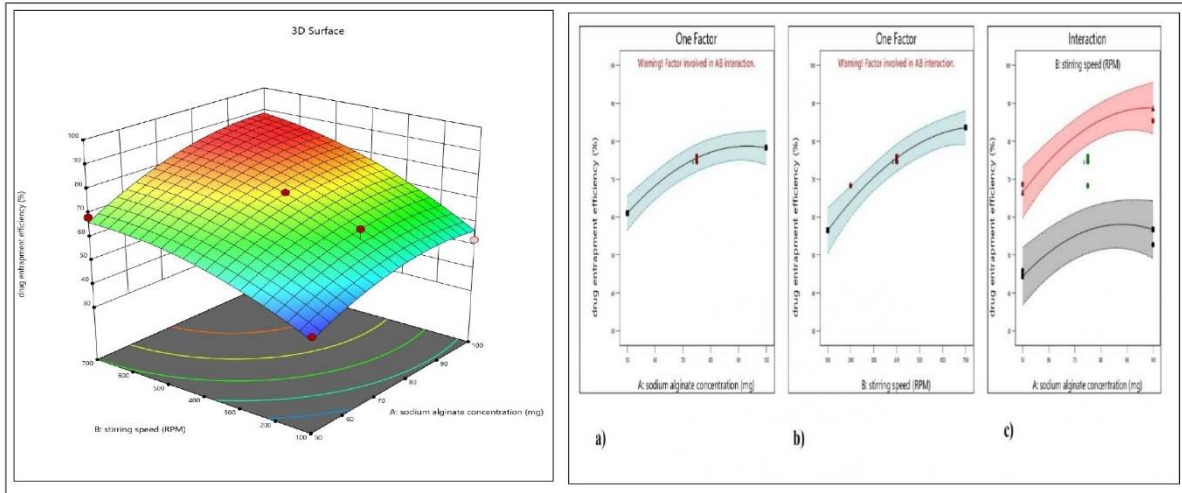 3D Surface
drug entrapment efficiency (%)
100
90
80
70
60
50
40
30
700
600
500
400
300
200
100
50
60
70
80
90
100
B: stirring speed (RPM)
A: sodium alginate concentration (mg)
One Factor
Warning! Factor involved in AB interaction.
drug entrapment efficiency (%)
A: sodium alginate concentration (mg)
a)
One Factor
Warning! Factor involved in AB interaction.
drug entrapment efficiency (%)
B: stirring speed (RPM)
b)
Interaction
B: stirring speed (RPM)
drug entrapment efficiency (%)
A: sodium alginate concentration (mg)
c)